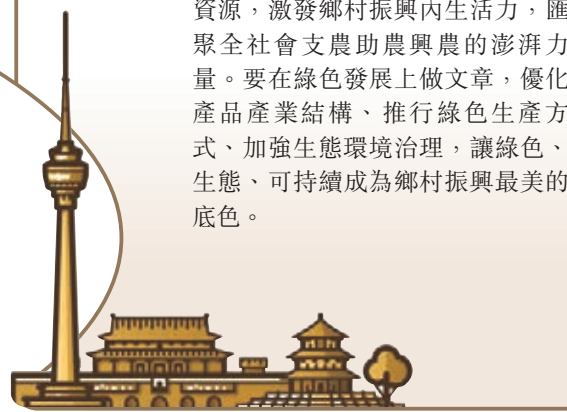 資源，激發鄉村振興內生活力，匯
聚全社會支農助農興農的澎湃力
量。要在綠色發展上做文章，優化
產品產業結構、推行綠色生產方
式、加強生態環境治理，讓綠色、
生態、可持續成為鄉村振興最美的
底色。